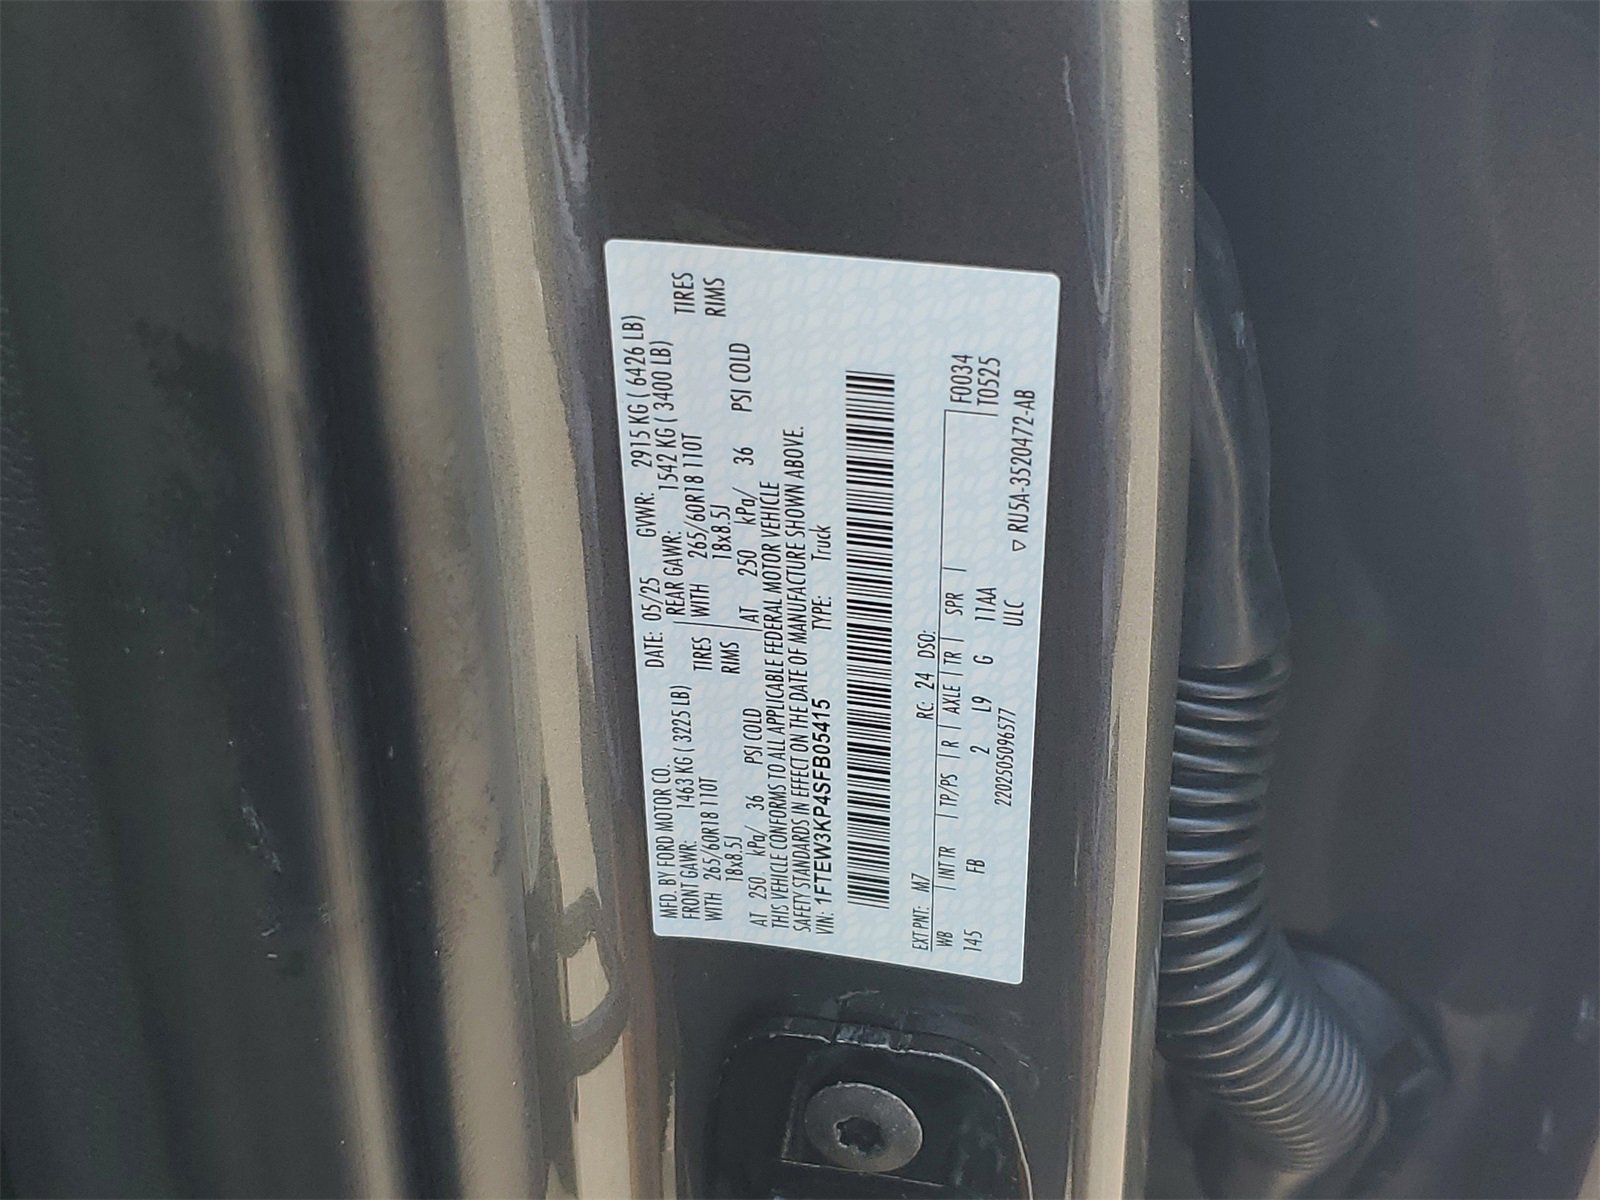 MFD. BY FORD MOTOR CO. DATE: 05/25 GVWR: 2915 KG ( 6426 LB)
FRONT GAWR: 1463 KG ( 3225 LB) REAR GAWR: 1542 KG ( 3400 LB)
WITH 265/60R18 110T TIRES WITH 265/60R18 110T TIRES
18x8.5J RIMS 18x8.5J RIMS
AT 250 kPa/ 36 PSI COLD AT 250 kPa/ 36 PSI COLD
THIS VEHICLE CONFORMS TO ALL APPLICABLE FEDERAL MOTOR VEHICLE
SAFETY STANDARDS IN EFFECT ON THE DATE OF MANUFACTURE SHOWN ABOVE.
VIN: 1FTEW3KP4SFB05415 TYPE: Truck
EXT PNT: M7 RC: 24 DSO: F0034
WB INT TR TP/PS R AXLE TR SPR T0525
145 FB 2 L9 G 11AA
220250509657​7 ULC ▽ RU5A-3520472-AB